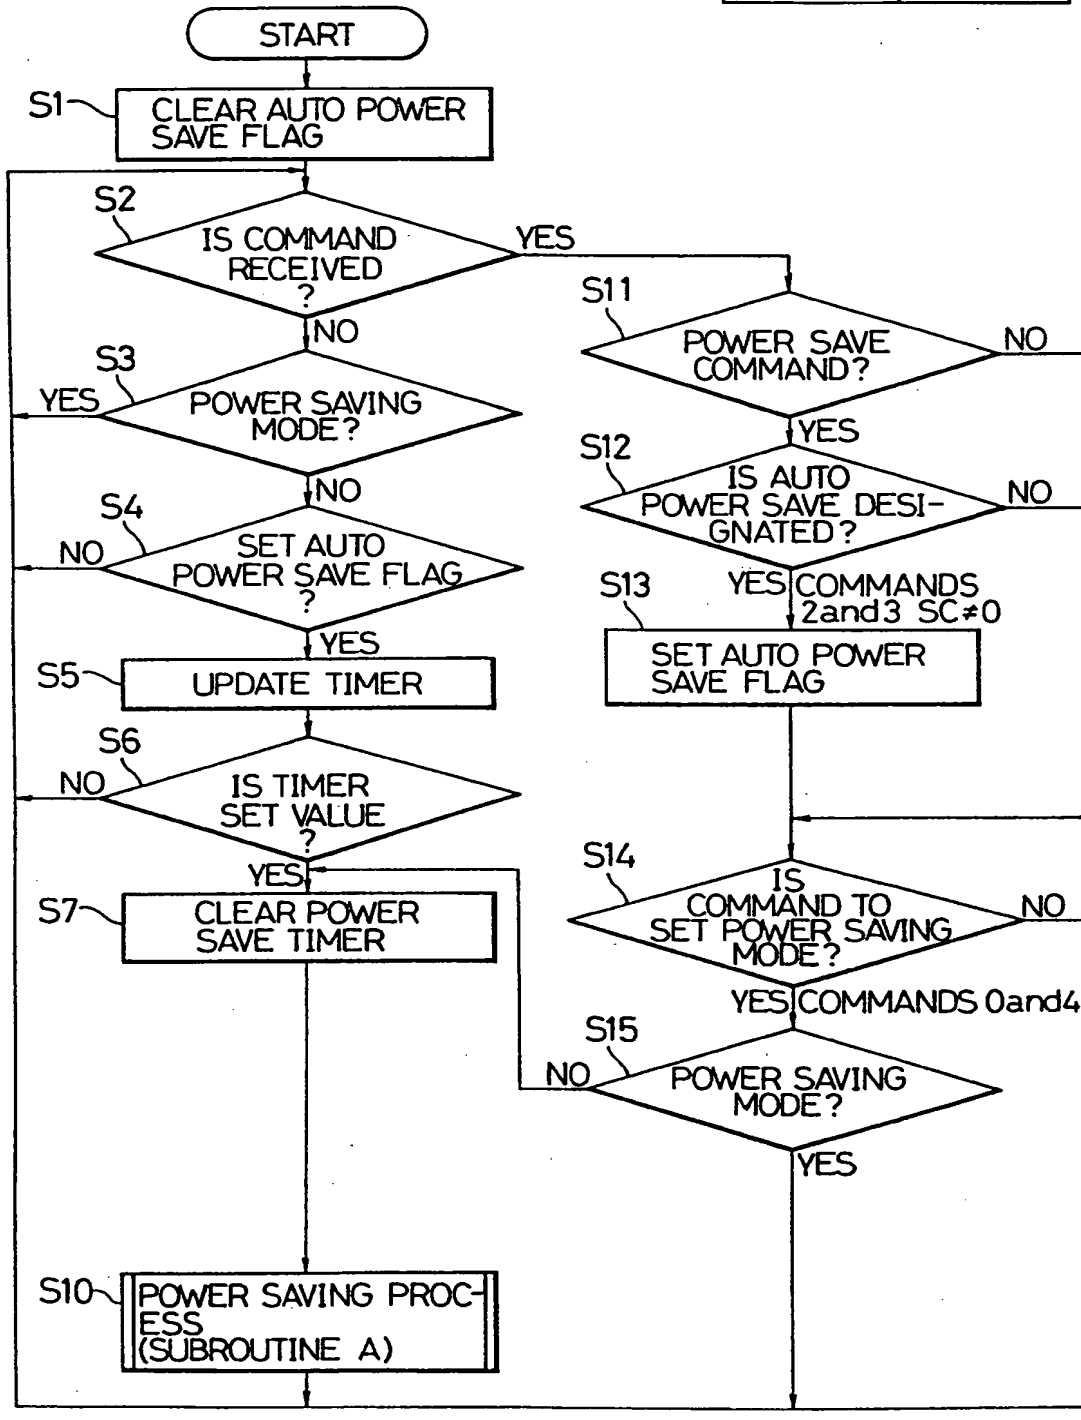 START
S1
CLEAR AUTO POWER
SAVE FLAG
S2
IS COMMAND
RECEIVED
?
YES
NO
S3
POWER SAVING
MODE?
YES
NO
S4
SET AUTO
POWER SAVE FLAG
?
NO
YES
S5
UPDATE TIMER
S6
IS TIMER
SET VALUE
?
NO
YES
S7
CLEAR POWER
SAVE TIMER
S10
POWER SAVING PROC-
ESS
(SUBROUTINE A)
S11
POWER SAVE
COMMAND?
NO
YES
S12
IS AUTO
POWER SAVE DESI-
GNATED?
NO
YES COMMANDS
2and3 SC≠0
S13
SET AUTO POWER
SAVE FLAG
S14
IS
COMMAND TO
SET POWER SAVING
MODE?
NO
YES COMMANDS 0and4
S15
POWER SAVING
MODE?
NO
YES